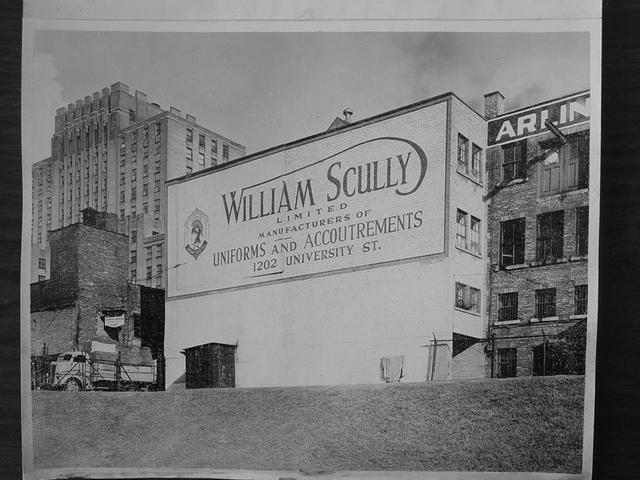 WILLIAM SCULLY
LIMITED
MANUFACTURERS OF
UNIFORMS AND ACCOUTREMENTS
1202 UNIVERSITY ST.
ARLIN